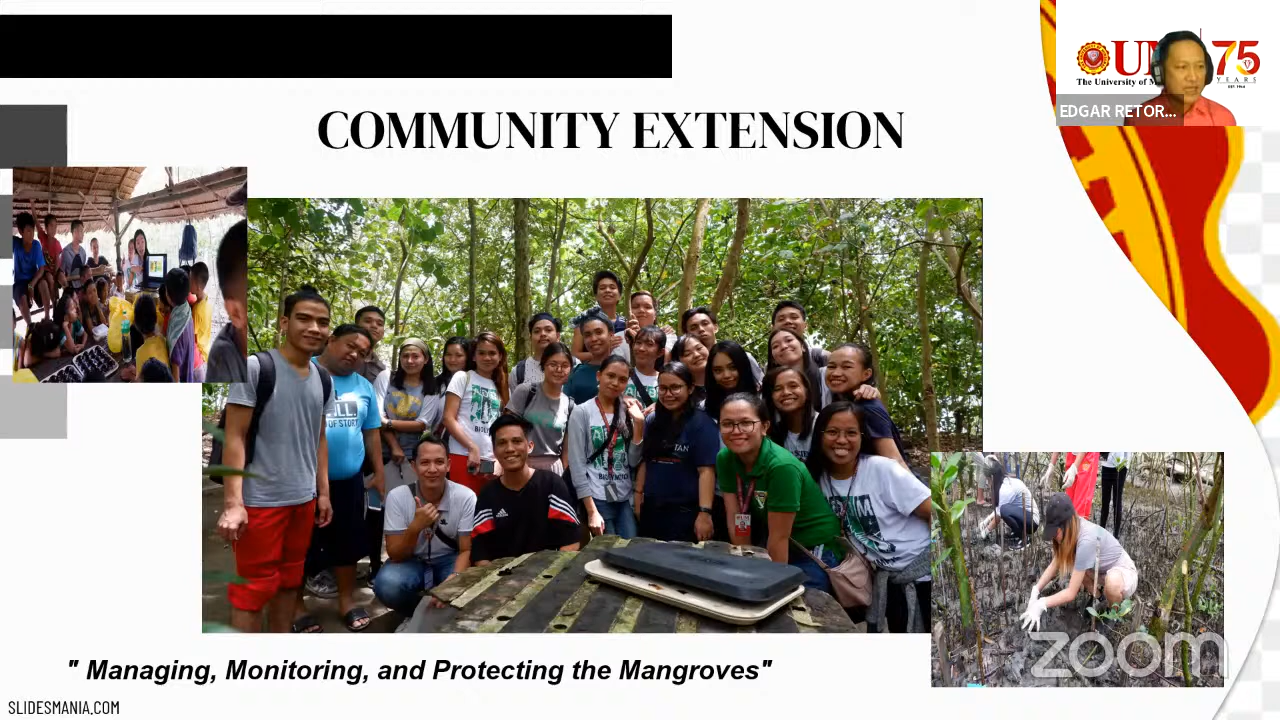 COMMUNITY EXTENSION
75
YEARS
The University of M
EDGAR RETOR...
" Managing, Monitoring, and Protecting the Mangroves"
zoom
SLIDESMANIA.COM